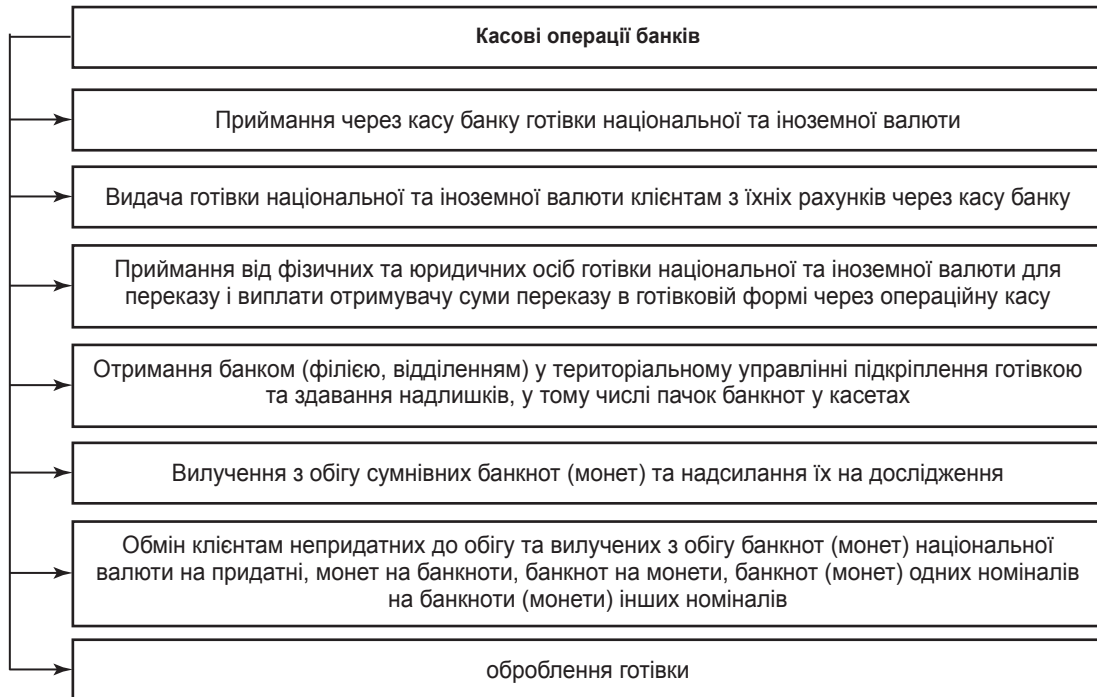 Касові операції банків
Приймання через касу банку готівки національної та іноземної валюти
Видача готівки національної та іноземної валюти клієнтам з їхніх рахунків через касу банку
Приймання від фізичних та юридичних осіб готівки національної та іноземної валюти для
переказу і виплати отримувачу суми переказу в готівковій формі через операційну касу
Отримання банком (філією, відділенням) у територіальному управлінні підкріплення готівкою
та здавання надлишків, у тому числі пачок банкнот у касетах
Вилучення з обігу сумнівних банкнот (монет) та надсилання їх на дослідження
Обмін клієнтам непридатних до обігу та вилучених з обігу банкнот (монет) національної
валюти на придатні, монет на банкноти, банкнот на монети, банкнот (монет) одних номіналів
на банкноти (монети) інших номіналів
оброблення готівки